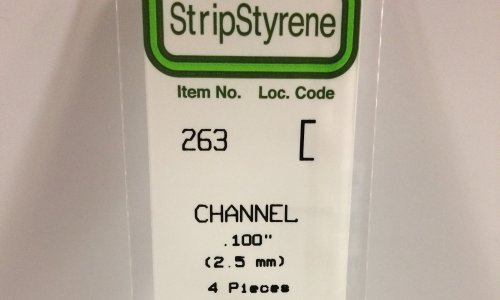 StripStyrene
Item No. Loc. Code
263 [
CHANNEL
.100"
(2.5 mm)
4 Pieces